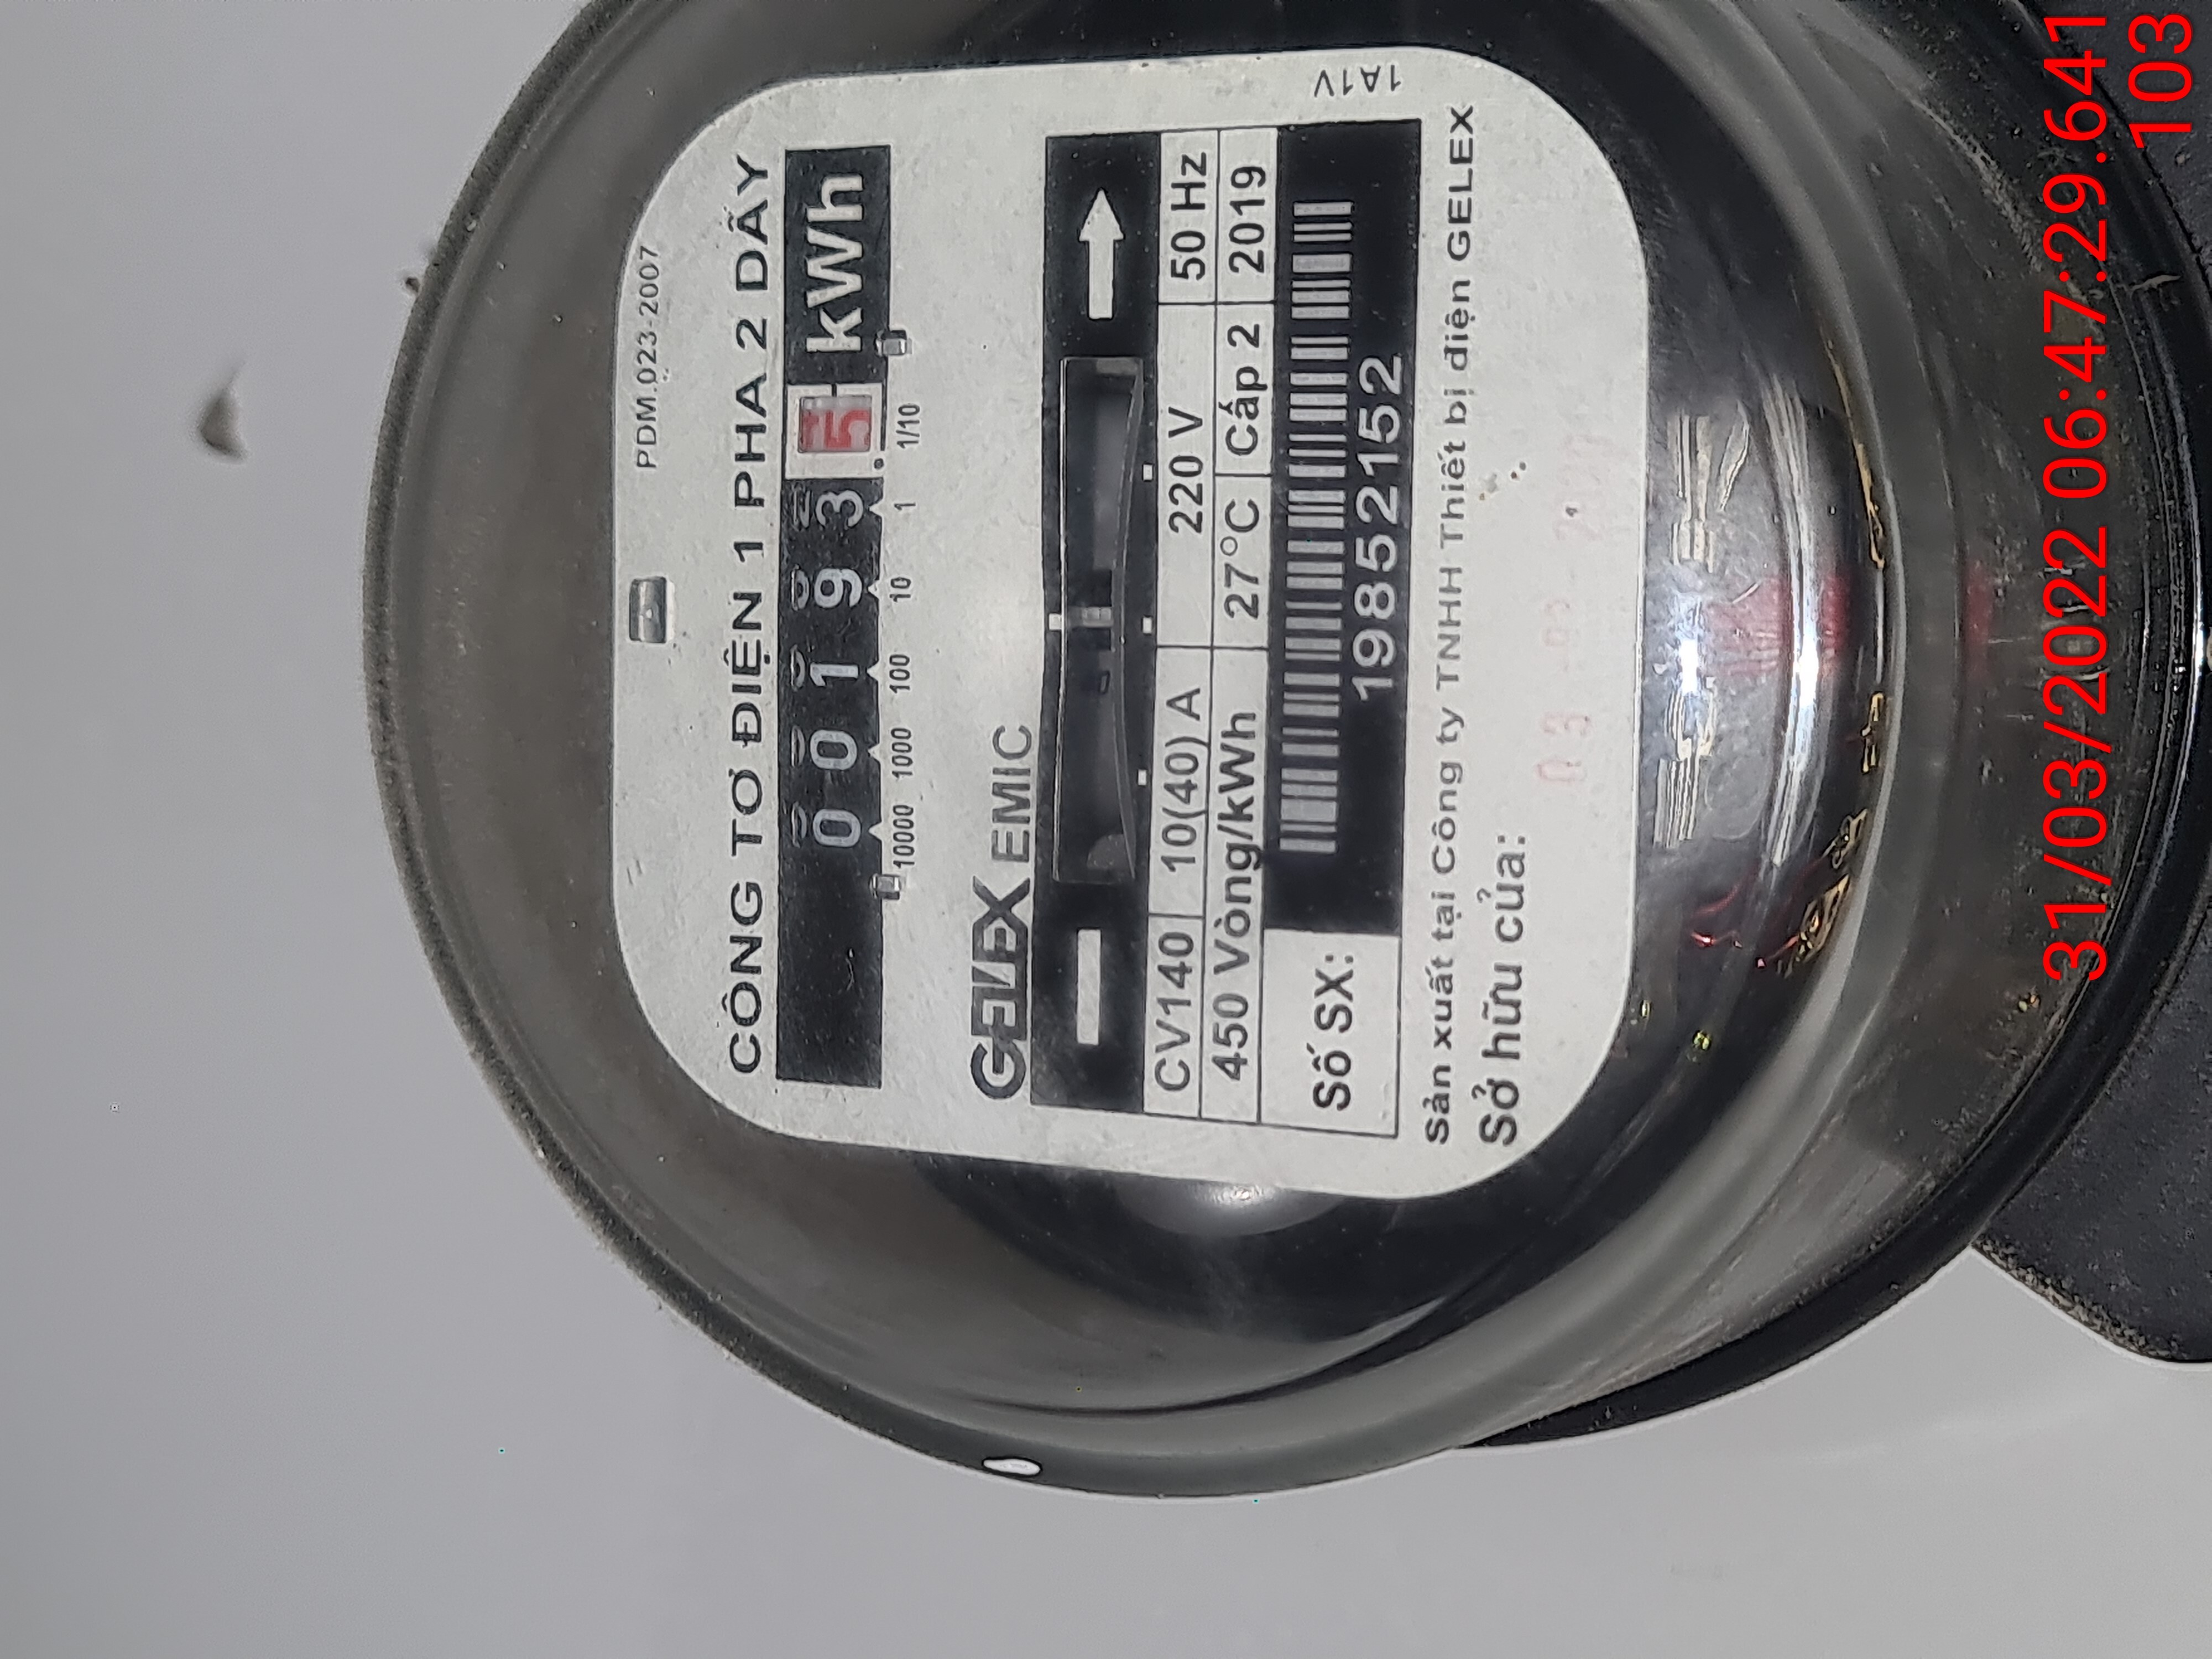 PDM.023-2007
CÔNG TƠ ĐIỆN 1 PHA 2 DÂY
0 0 1 9 3 5 kWh
10000 1000 100 10 1 1/10
GELEX EMIC
CV140 10(40) A 220 V 50 Hz
450 Vòng/kWh 27°C Cấp 2 2019
Số SX: 198521​52
1A1V
Sản xuất tại Công ty TNHH Thiết bị điện GELEX
Sở hữu của:
31/03/2022 06:47:29.641
103